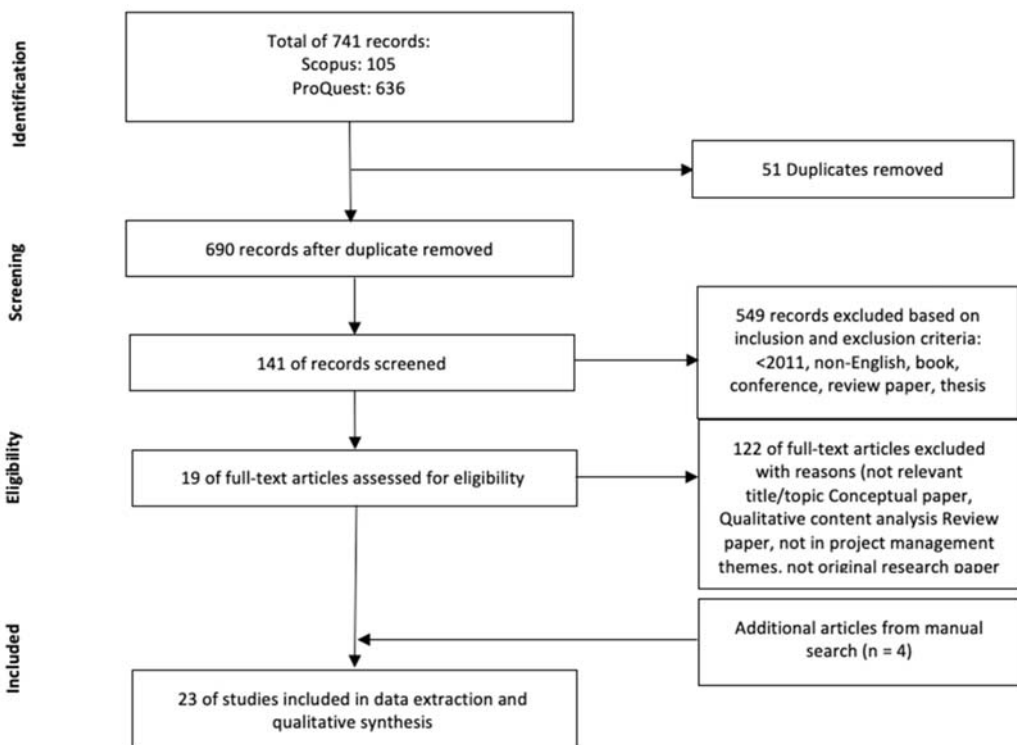 Identification
Total of 741 records:
Scopus: 105
ProQuest: 636
51 Duplicates removed
Screening
690 records after duplicate removed
549 records excluded based on
inclusion and exclusion criteria:
<2011, non-English, book,
conference, review paper, thesis
141 of records screened
Eligibility
19 of full-text articles assessed for eligibility
122 of full-text articles excluded
with reasons (not relevant
title/topic Conceptual paper,
Qualitative content analysis Review
paper, not in project management
themes, not original research paper
Included
Additional articles from manual
search (n = 4)
23 of studies included in data extraction and
qualitative synthesis